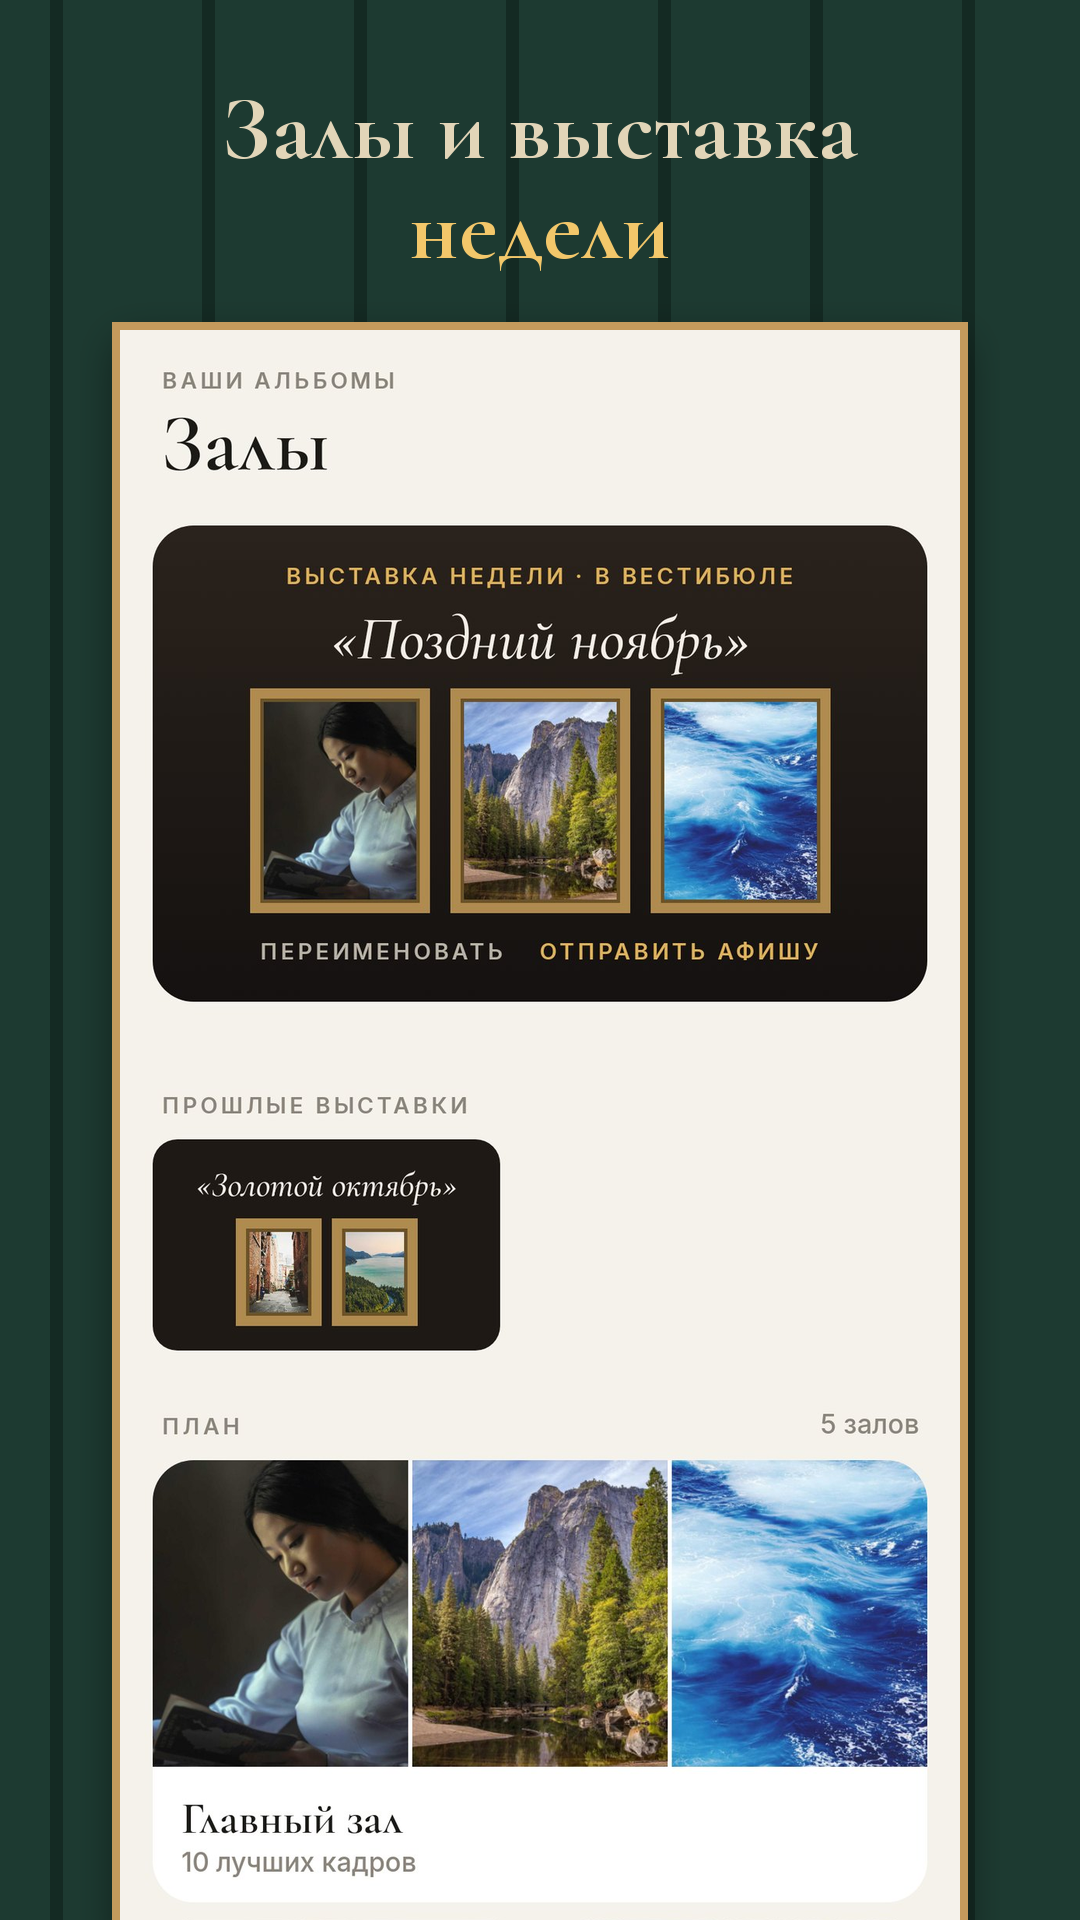 Залы и выставка
недели
ВАШИ АЛЬБОМЫ
Залы
ВЫСТАВКА НЕДЕЛИ · В ВЕСТИБЮЛЕ
«Поздний ноябрь»
ПЕРЕИМЕНОВАТЬ ОТПРАВИТЬ АФИШУ
ПРОШЛЫЕ ВЫСТАВКИ
«Золотой октябрь»
ПЛАН 5 залов
Главный зал
10 лучших кадров